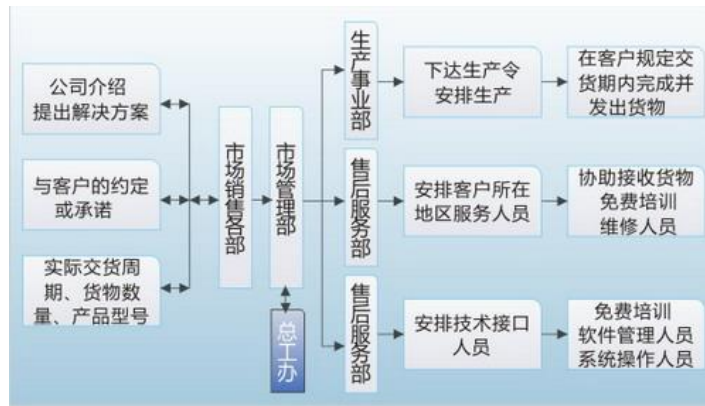 公司介绍
提出解决方案
与客户的约定
或承诺
实际交货周
期、货物数
量、产品型号
市场销售各部
市场管理部
总工办
生产事业部
下达生产令
安排生产
在客户规定交
货期内完成并
发出货物
售后服务部
安排客户所在
地区服务人员
协助接收货物
免费培训
维修人员
售后服务部
安排技术接口
人员
免费培训
软件管理人员
系统操作人员